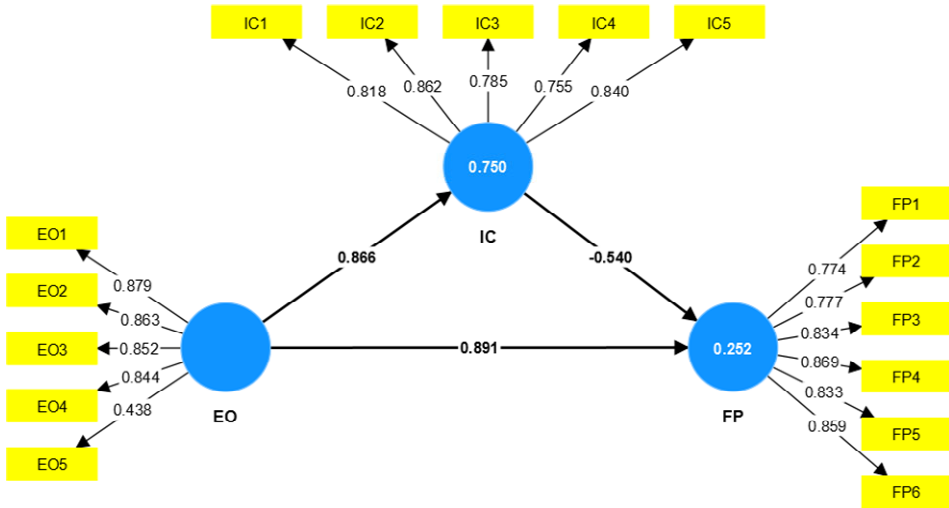 IC1 IC2 IC3 IC4 IC5
0.818 0.862 0.785 0.755 0.840
0.750
IC
EO1
EO2
EO3
EO4
EO5
0.879
0.863
0.852
0.844
0.438
EO
0.866
-0.540
0.891
0.252
FP
0.774
0.777
0.834
0.869
0.833
0.859
FP1
FP2
FP3
FP4
FP5
FP6